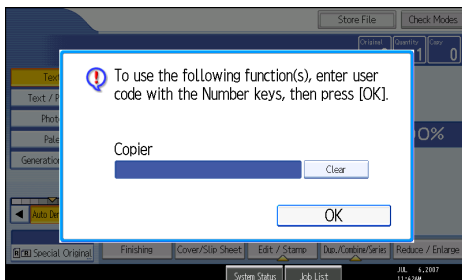 Store File
Check Modes
Original
Quantity
Copy
1
0
To use the following function(s), enter user
code with the Number keys, then press [OK].
Copier
Clear
OK
Text
Text / P
Phot
Pale
Generation
0%
Auto Den
Special Original
Finishing
Cover/Slip Sheet
Edit / Stamp
Dup./Combine/Series
Reduce / Enlarge
System Status
Job List
JUL 6,2007